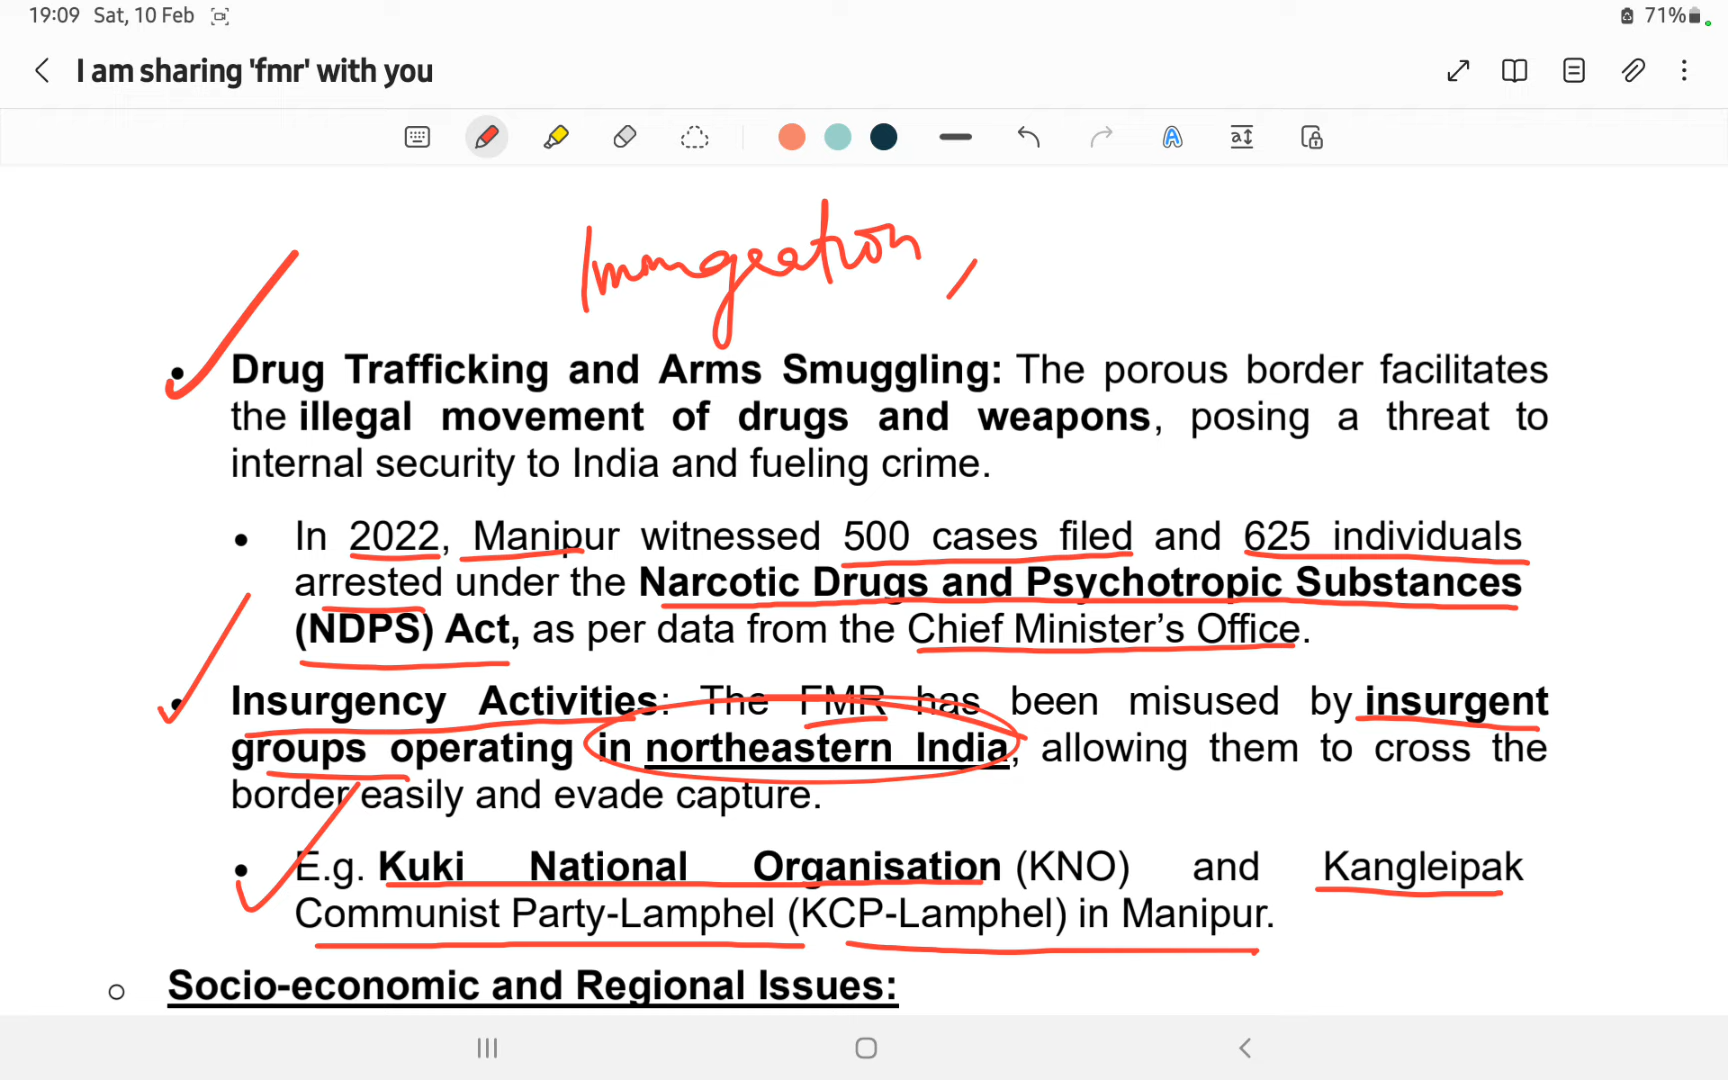 19:09 Sat, 10 Feb
71%
I am sharing 'fmr' with you
Immgeation,
• Drug Trafficking and Arms Smuggling: The porous border facilitates
the illegal movement of drugs and weapons, posing a threat to
internal security to India and fueling crime.
• In 2022, Manipur witnessed 500 cases filed and 625 individuals
arrested under the Narcotic Drugs and Psychotropic Substances
(NDPS) Act, as per data from the Chief Minister’s Office.
• Insurgency Activities: The FMR has been misused by insurgent
groups operating in northeastern India, allowing them to cross the
border easily and evade capture.
• E.g. Kuki National Organisation (KNO) and Kangleipak
Communist Party-Lamphel (KCP-Lamphel) in Manipur.
○ Socio-economic and Regional Issues: